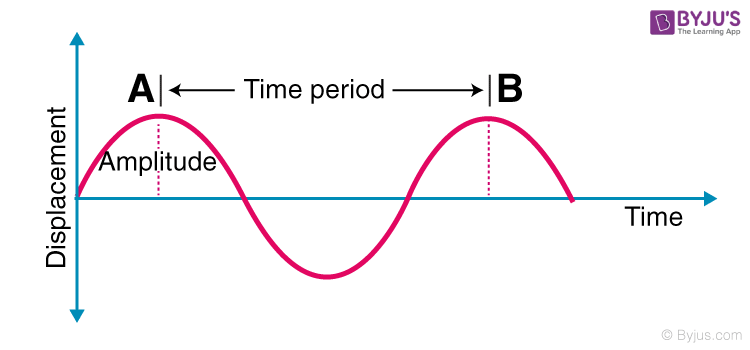 BYJU'S
The Learning App
A
Time period
B
Amplitude
Displacement
Time
© Byjus.com